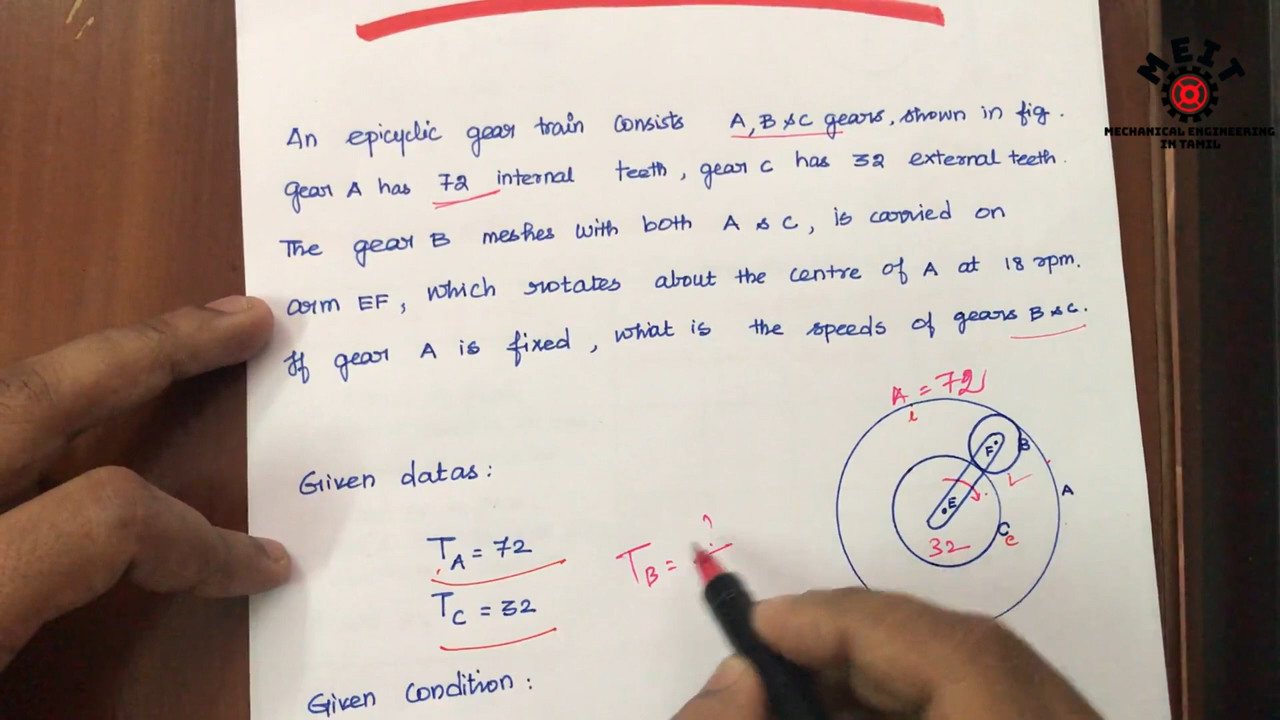 MEIT
MECHANICAL ENGINEERING
IN TAMIL
An epicyclic gear train consists A, B & C gears, shown in fig.
gear A has 72 internal teeth, gear C has 32 external teeth.
The gear B meshes with both A & C, is carried on
arm EF, which rotates about the centre of A at 18 rpm.
If gear A is fixed, what is the speeds of gears B & C.
A = 72
i
F
B
E
A
C
e
32
Given datas:
TA = 72
TB = ?
TC = 32
Given condition: